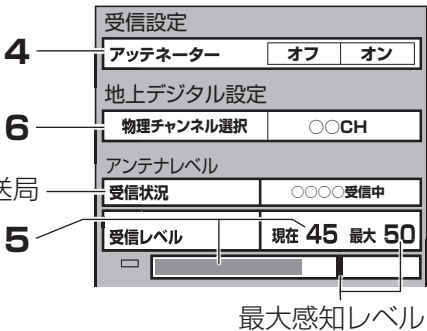 受信設定
4 アッテネーター オフ オン
地上デジタル設定
6 物理チャンネル選択 ○○CH
アンテナレベル
送局 受信状況 ○○○○受信中
5 受信レベル 現在 45 最大 50
最大感知レベル